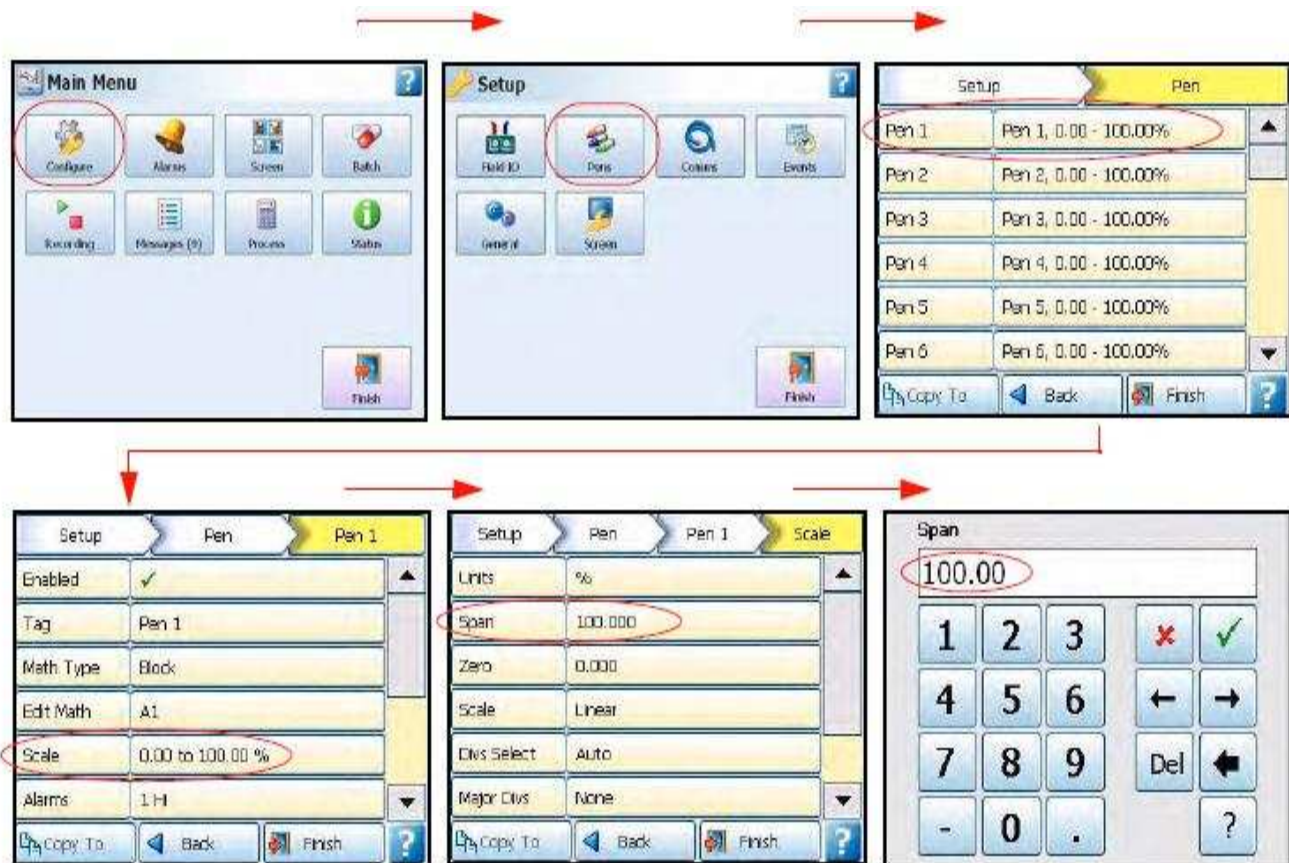 Main Menu ?
Configure Alarms Screen Batch
Recording Messages (9) Process Status
Finish
Setup ?
Field IO Pens Comms Events
General Screen
Finish
Setup Pen
Pen 1 Pen 1, 0.00 - 100.00%
Pen 2 Pen 2, 0.00 - 100.00%
Pen 3 Pen 3, 0.00 - 100.00%
Pen 4 Pen 4, 0.00 - 100.00%
Pen 5 Pen 5, 0.00 - 100.00%
Pen 6 Pen 6, 0.00 - 100.00%
Copy To Back Finish ?
Setup Pen Pen 1
Enabled ✓
Tag Pen 1
Math Type Block
Edit Math A1
Scale 0.00 to 100.00 %
Alarms 1 HI
Copy To Back Finish ?
Setup Pen Pen 1 Scale
Units %
Span 100.000
Zero 0.000
Scale Linear
Divs Select Auto
Major Divs None
Copy To Back Finish ?
Span
100.00
1 2 3
4 5 6
7 8 9 Del
- 0 . ?